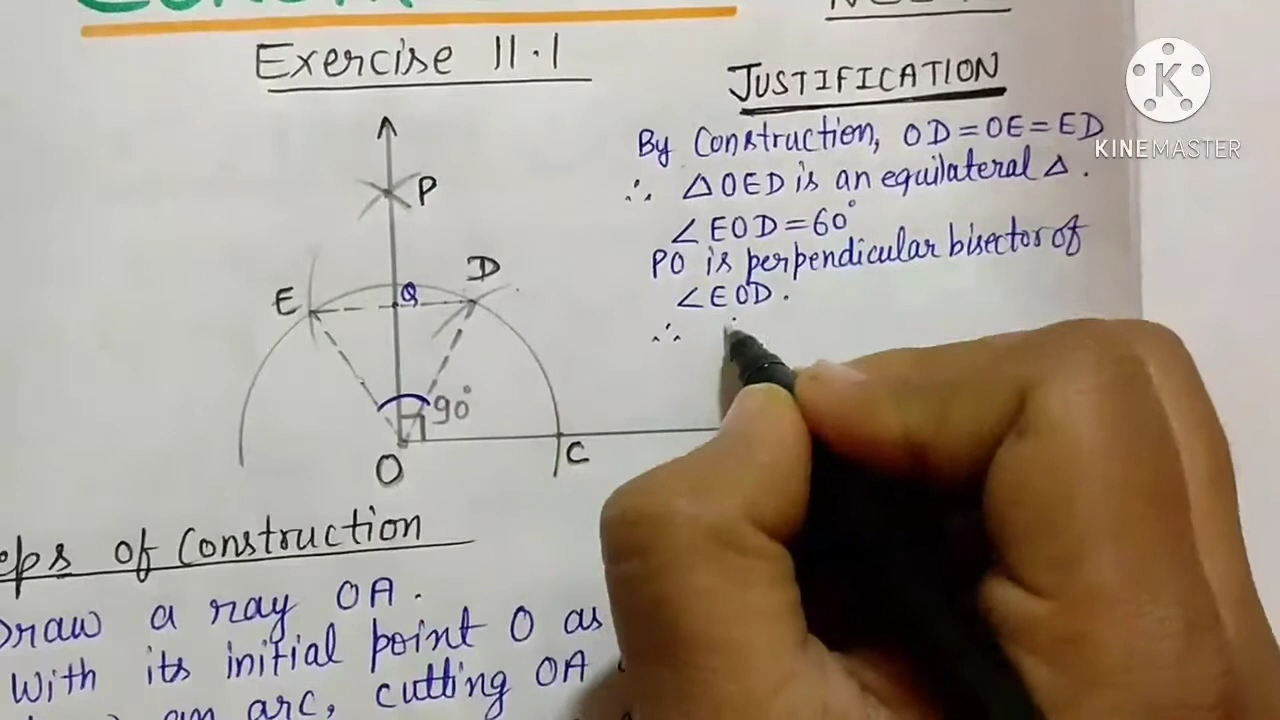 Exercise 11.1
JUSTIFICATION
By Construction, OD=OE=ED
∴ △OED is an equilateral △.
∠EOD=60°
PO is perpendicular bisector of
∠EOD.
∴
P
E
D
Q
90°
O
C
of Construction
Draw a ray OA.
With its initial point O as
an arc, cutting OA
K
KINEMASTER